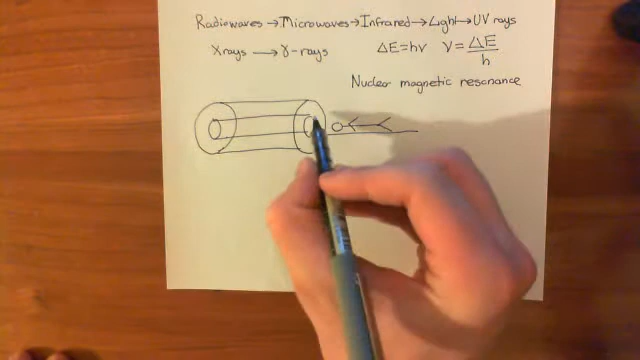 Radiowaves → Microwaves → Infrared → Light → UV rays
Xrays → γ-rays ΔE=hν ν = ΔE/h
Nuclear magnetic resonance